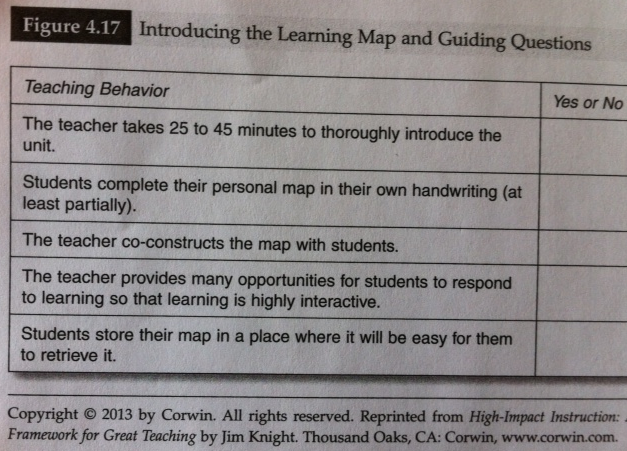 Figure 4.17 Introducing the Learning Map and Guiding Questions
Teaching Behavior Yes or No
The teacher takes 25 to 45 minutes to thoroughly introduce the
unit.
Students complete their personal map in their own handwriting (at
least partially).
The teacher co-constructs the map with students.
The teacher provides many opportunities for students to respond
to learning so that learning is highly interactive.
Students store their map in a place where it will be easy for them
to retrieve it.
Copyright © 2013 by Corwin. All rights reserved. Reprinted from High-Impact Instruction:
Framework for Great Teaching by Jim Knight. Thousand Oaks, CA: Corwin, www.corwin.com.